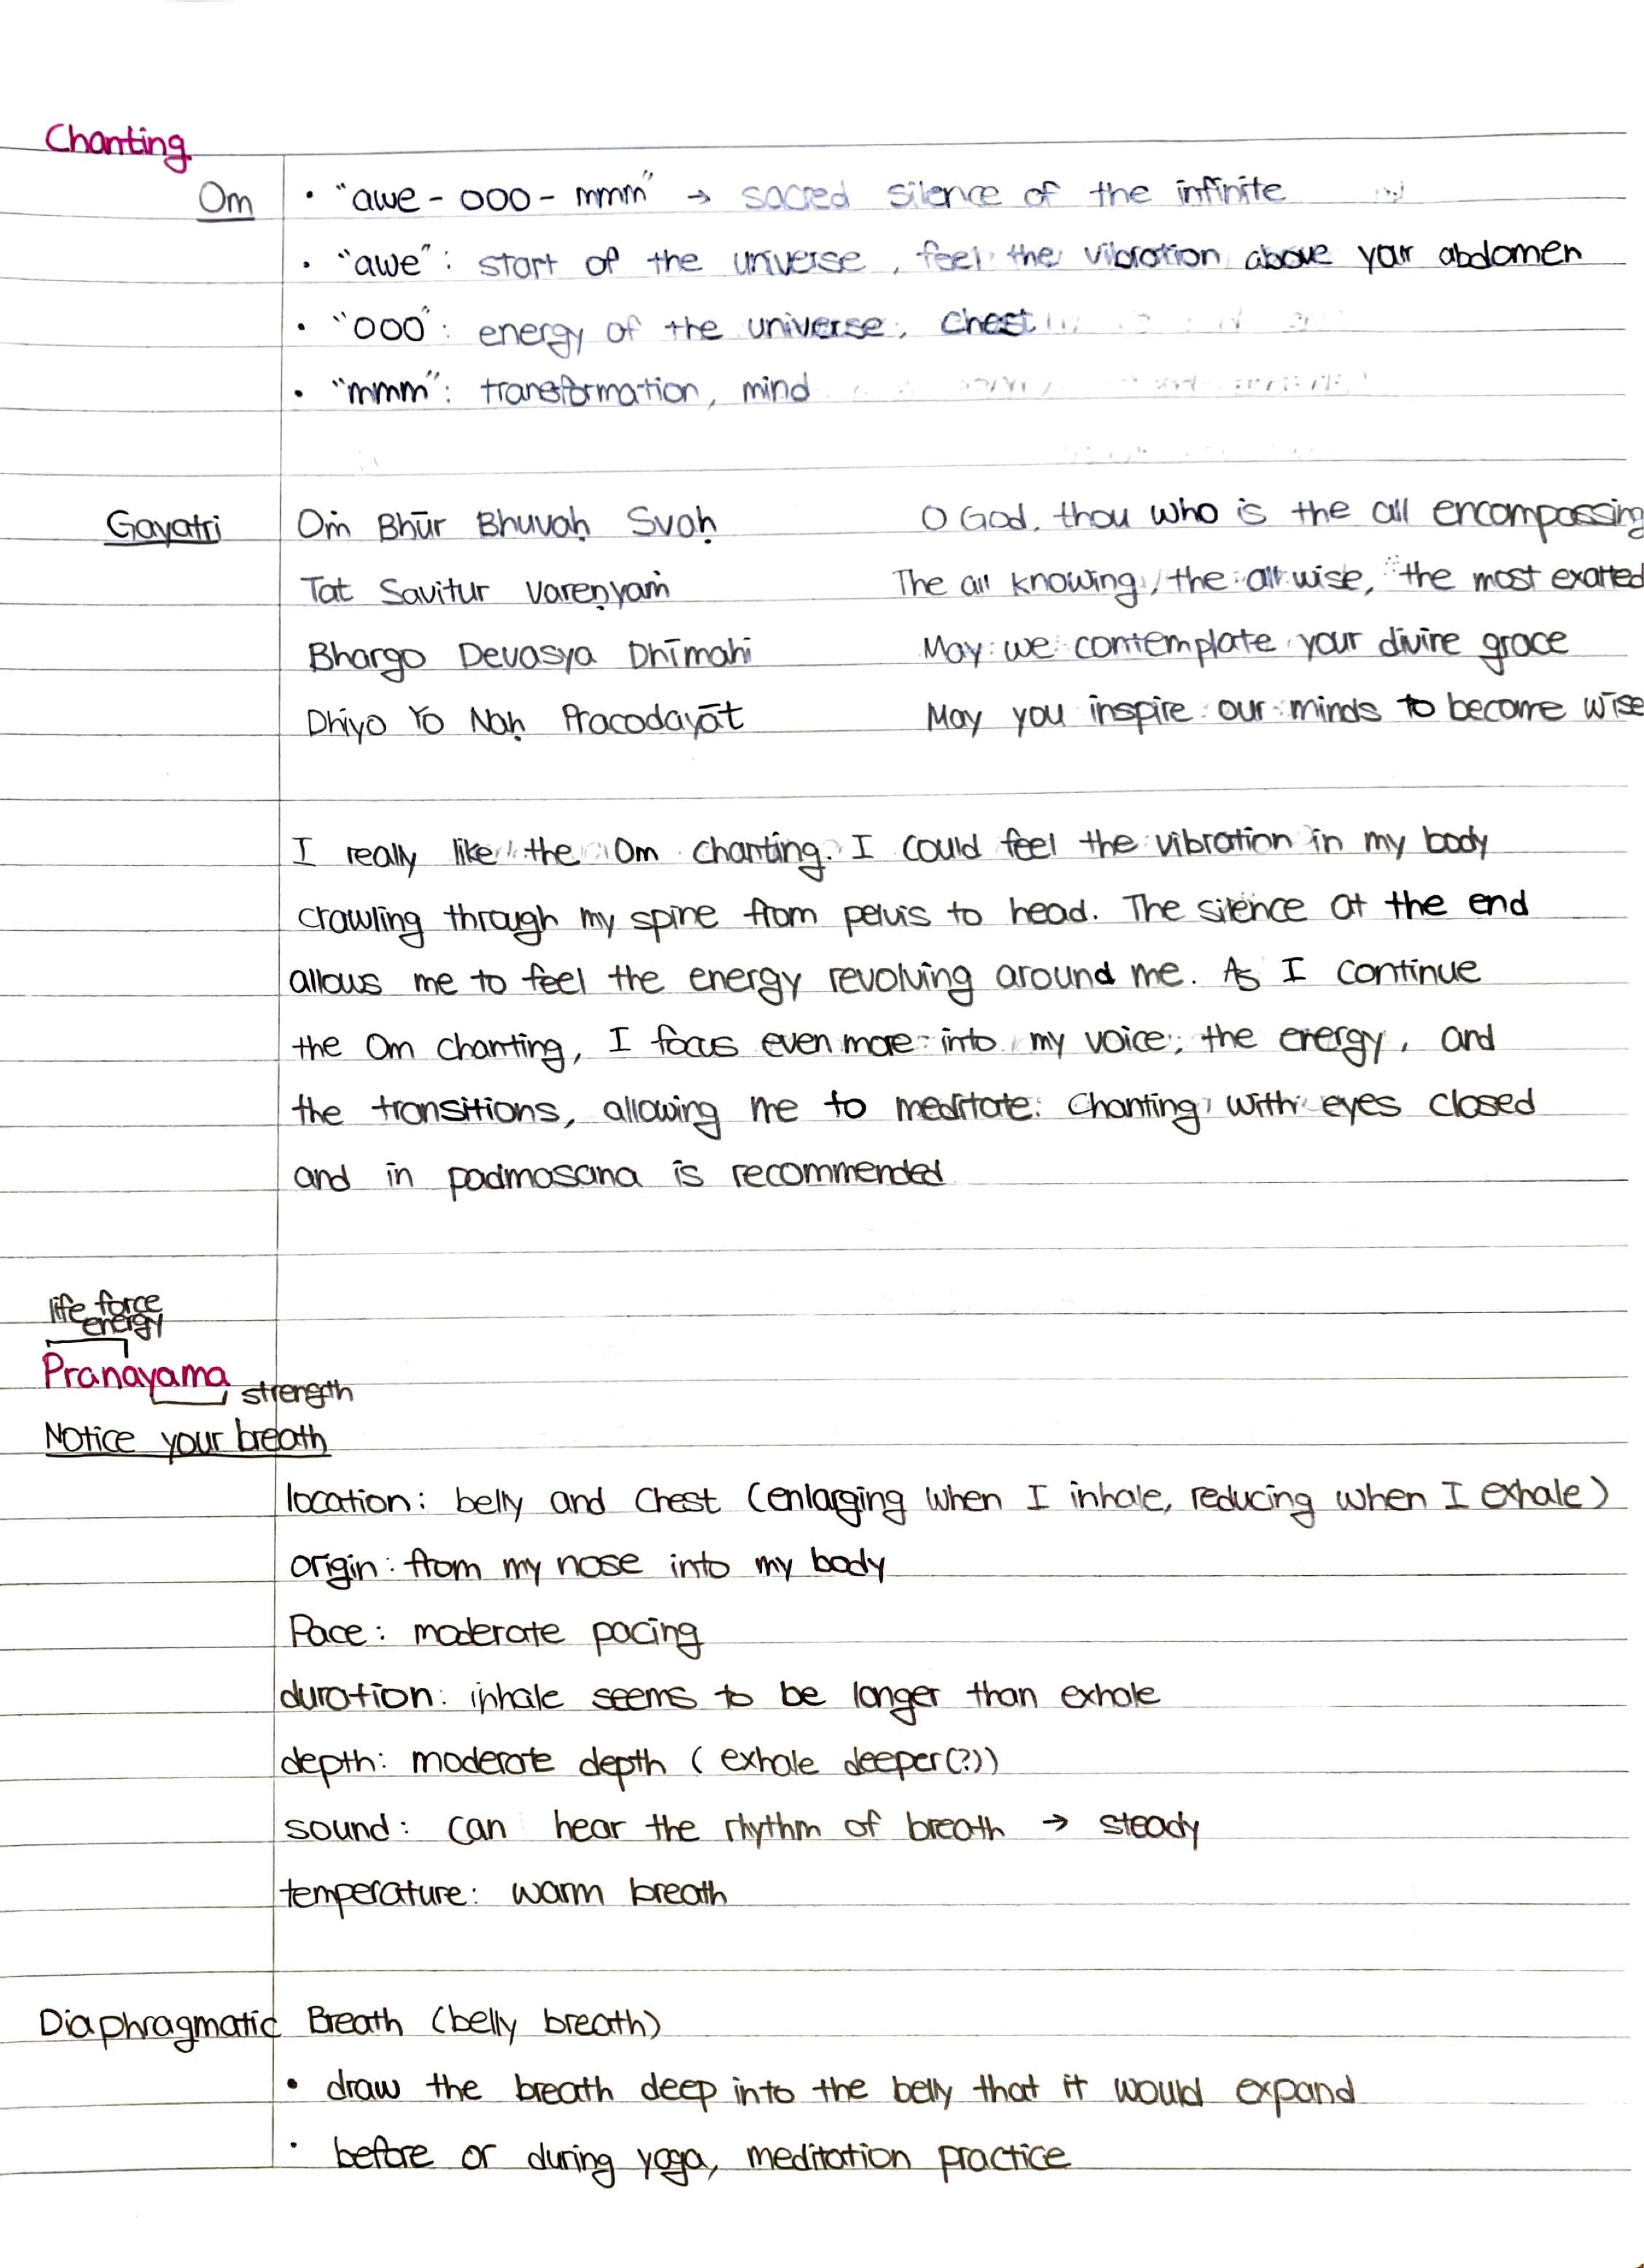 Chanting
Om • "awe - ooo - mmm" → sacred silence of the infinite
• "awe": start of the universe, feel the vibration above your abdomen
• "ooo": energy of the universe, chest
• "mmm": transformation, mind
Gayatri Oṁ Bhūr Bhuvaḥ Svaḥ O God, thou who is the all encompassing
Tat Savitur Vareṇyaṁ The all knowing, the all wise, the most exalted
Bhargo Devasya Dhīmahi May we contemplate your divine grace
Dhiyo Yo Naḥ Pracodayāt May you inspire our minds to become wise
I really like the Om chanting. I could feel the vibration in my body
crawling through my spine from pelvis to head. The silence at the end
allows me to feel the energy revolving around me. As I continue
the Om chanting, I focus even more into my voice, the energy, and
the transitions, allowing me to meditate. Chanting with eyes closed
and in padmasana is recommended
life force
energy
Pranayama
strength
Notice your breath
location: belly and chest (enlarging when I inhale, reducing when I exhale)
origin: from my nose into my body
Pace: moderate pacing
duration: inhale seems to be longer than exhale
depth: moderate depth (exhale deeper(?))
sound: can hear the rhythm of breath → steady
temperature: warm breath
Diaphragmatic Breath (belly breath)
• draw the breath deep into the belly that it would expand
• before or during yoga, meditation practice